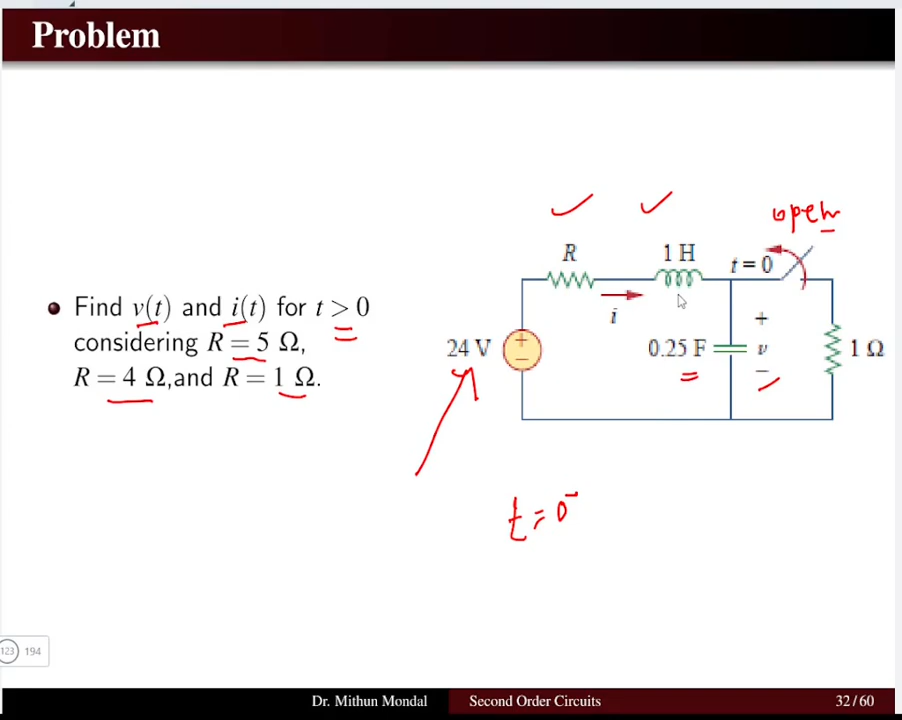 Problem
Find v(t) and i(t) for t > 0
considering R = 5 Ω,
R = 4 Ω,and R = 1 Ω.
open
R
1 H
t = 0
i
24 V
+
−
0.25 F
+
v
−
1 Ω
t = 0⁻
123 194
Dr. Mithun Mondal
Second Order Circuits
32/60